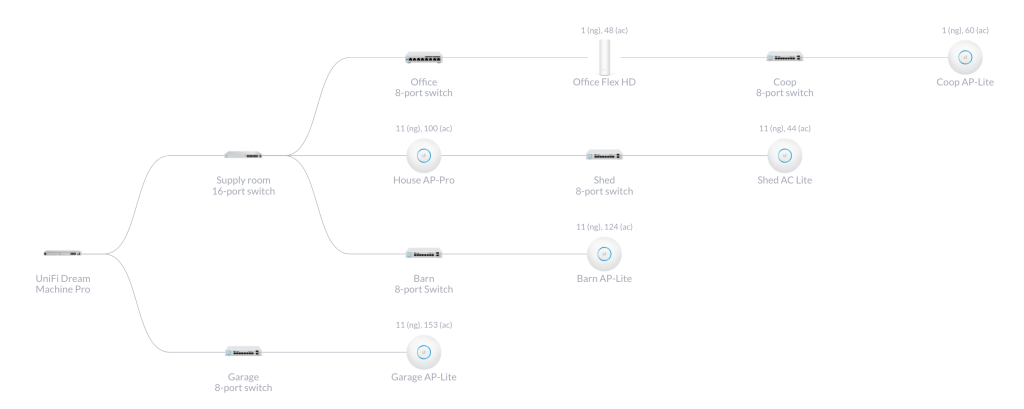 1 (ng), 48 (ac)
1 (ng), 60 (ac)
Office
8-port switch
Office Flex HD
Coop
8-port switch
Coop AP-Lite
11 (ng), 100 (ac)
11 (ng), 44 (ac)
Supply room
16-port switch
House AP-Pro
Shed
8-port switch
Shed AC Lite
11 (ng), 124 (ac)
UniFi Dream
Machine Pro
Barn
8-port Switch
Barn AP-Lite
11 (ng), 153 (ac)
Garage
8-port switch
Garage AP-Lite